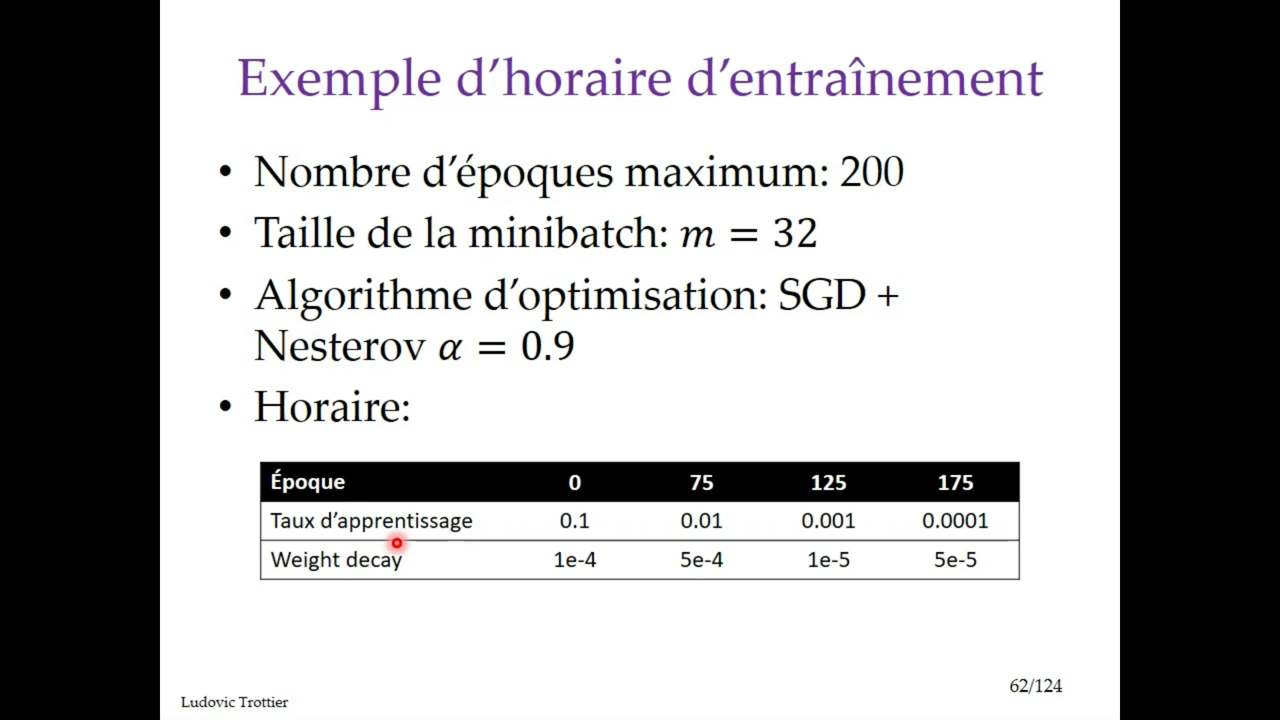 Exemple d’horaire d’entraînement
• Nombre d’époques maximum: 200
• Taille de la minibatch: m = 32
• Algorithme d’optimisation: SGD +
Nesterov α = 0.9
• Horaire:
Époque 0 75 125 175
Taux d’apprentissage 0.1 0.01 0.001 0.0001
Weight decay 1e-4 5e-4 1e-5 5e-5
62/124
Ludovic Trottier